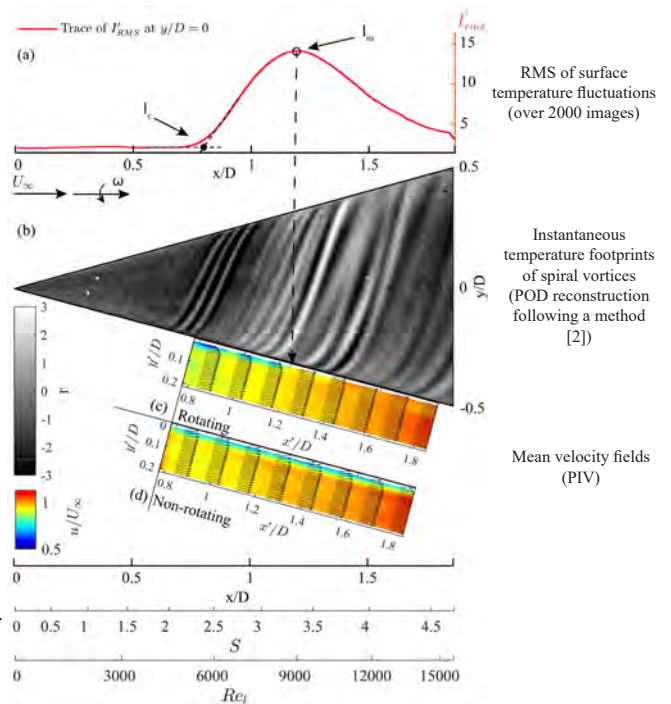 Trace of I'RMS at y/D = 0
Im
I'rms
15
10
5
(a)
Ic
RMS of surface
temperature fluctuations
(over 2000 images)
0 0.5 1 1.5
x/D
U∞ ω
0.5
0
-0.5
y/D
(b)
Instantaneous
temperature footprints
of spiral vortices
(POD reconstruction
following a method
[2])
3
2
1
0
-1
-2
-3
I'
0.1
0.2
y'/D
(c)
Rotating
0.8 1 1.2 1.4 1.6 1.8
x'/D
0
0.1
0.2
y'/D
(d)
Non-rotating
0.8 1 1.2 1.4 1.6 1.8
x'/D
Mean velocity fields
(PIV)
1
0.5
u/U∞
0 0.5 1 1.5
x/D
0 0.5 1 1.5 2 2.5 3 3.5 4 4.5
S
0 3000 6000 9000 12000 15000
Rel